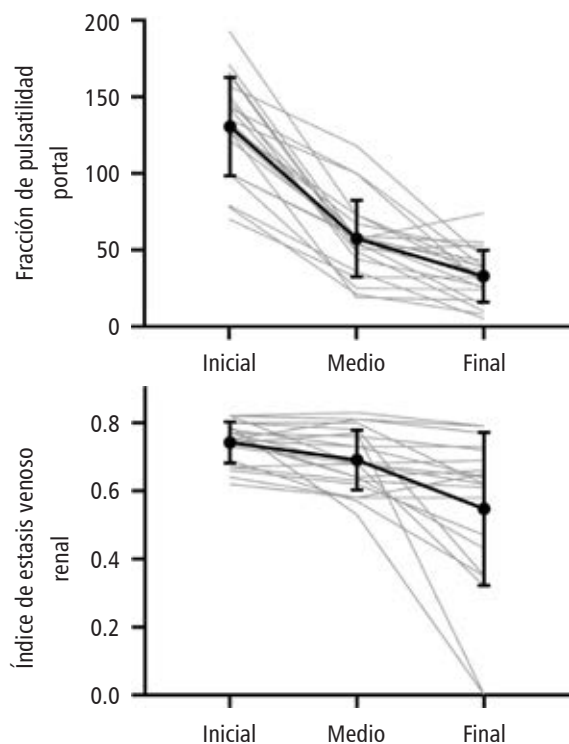 200
150
100
50
0
Fracción de pulsatilidad
portal
Inicial Medio Final
0.8
0.6
0.4
0.2
0.0
Índice de estasis venoso
renal
Inicial Medio Final